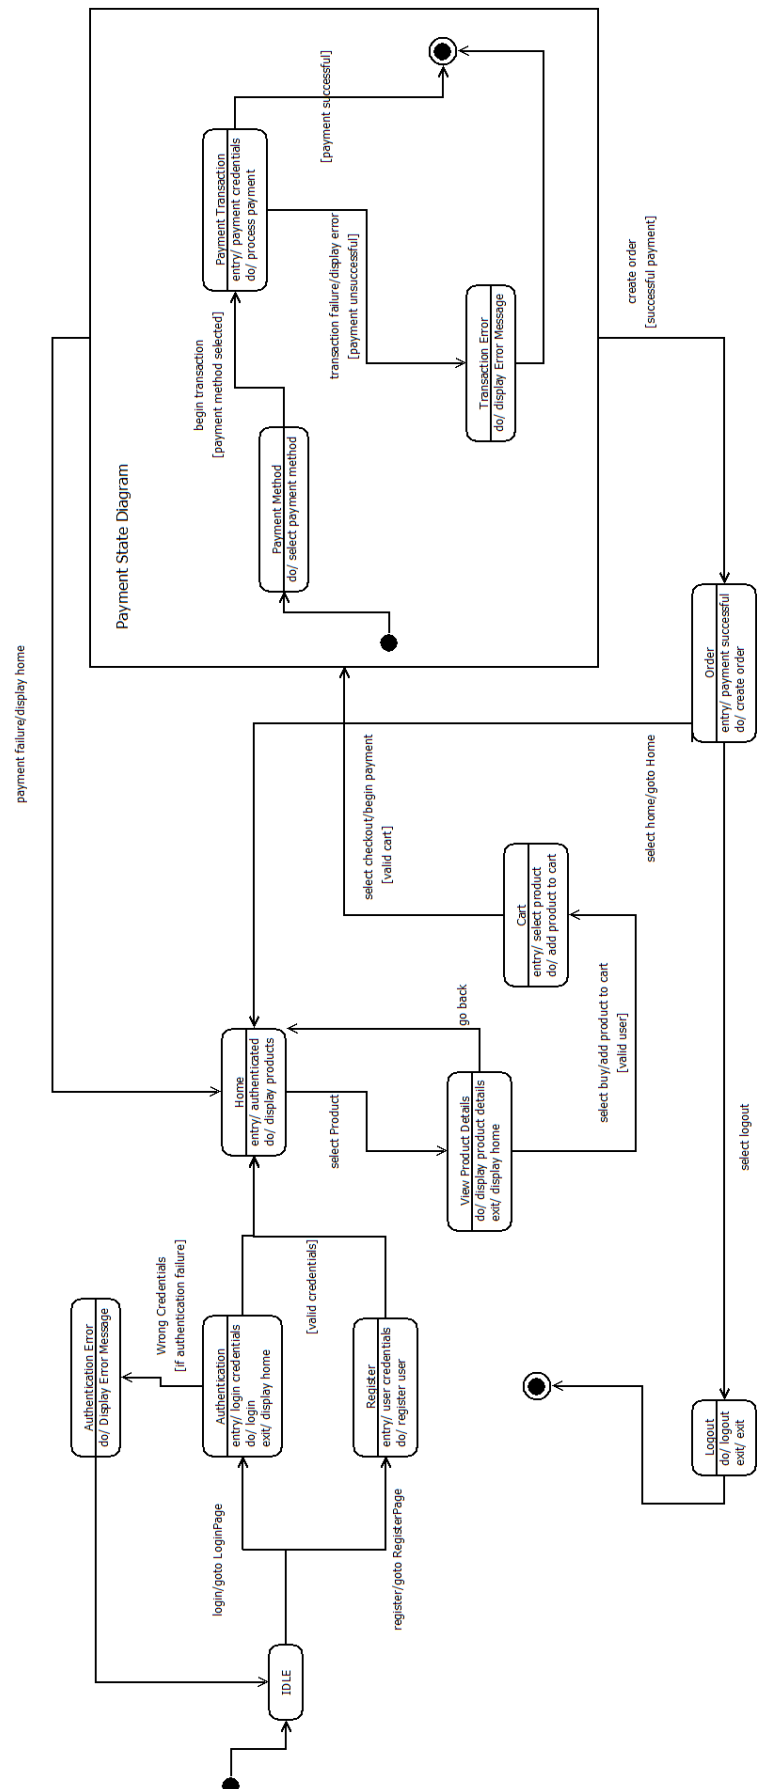 IDLE
login/goto LoginPage
register/goto RegisterPage
Authentication Error
do/ Display Error Message
Wrong Credentials
[if authentication failure]
Authentication
entry/ login credentials
do/ login
exit/ display home
[valid credentials]
Register
entry/ user credentials
do/ register user
Home
entry/ authenticated
do/ display products
select Product
View Product Details
do/ display product details
exit/ display home
go back
select buy/add product to cart
[valid user]
Cart
entry/ select product
do/ add product to cart
select checkout/begin payment
[valid cart]
payment failure/display home
Payment State Diagram
Payment Method
do/ select payment method
begin transaction
[payment method selected]
Payment Transaction
entry/ payment credentials
do/ process payment
[payment successful]
[payment successful]
transaction failure/display error
[payment unsuccessful]
Transaction Error
do/ display Error Message
create order
[successful payment]
Order
entry/ payment successful
do/ create order
select home/goto Home
select logout
Logout
do/ logout
exit/ exit